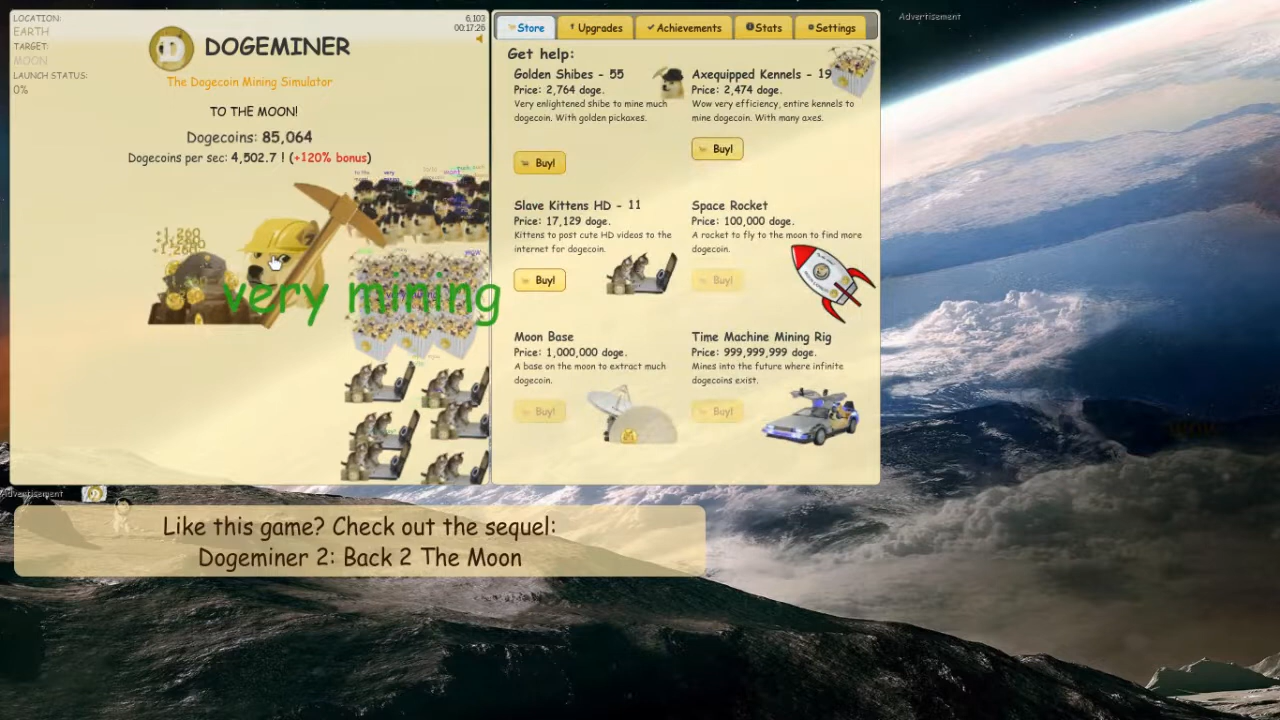 LOCATION:
EARTH
TARGET:
MOON
LAUNCH STATUS:
0%
6,103
00:17:26
DOGEMINER
The Dogecoin Mining Simulator
TO THE MOON!
Dogecoins: 85,064
Dogecoins per sec: 4,502.7 ! (+120% bonus)
very mining
Store
Upgrades
Achievements
Stats
Settings
Get help:
Golden Shibes - 55
Price: 2,764 doge.
Very enlightened shibe to mine much
dogecoin. With golden pickaxes.
Buy!
Axequipped Kennels - 19
Price: 2,474 doge.
Wow very efficiency, entire kennels to
mine dogecoin. With many axes.
Buy!
Slave Kittens HD - 11
Price: 17,129 doge.
Kittens to post cute HD videos to the
internet for dogecoin.
Buy!
Space Rocket
Price: 100,000 doge.
A rocket to fly to the moon to find more
dogecoin.
Buy!
Moon Base
Price: 1,000,000 doge.
A base on the moon to extract much
dogecoin.
Buy!
Time Machine Mining Rig
Price: 999,999,999 doge.
Mines into the future where infinite
dogecoins exist.
Buy!
Advertisement
Advertisement
Like this game? Check out the sequel:
Dogeminer 2: Back 2 The Moon